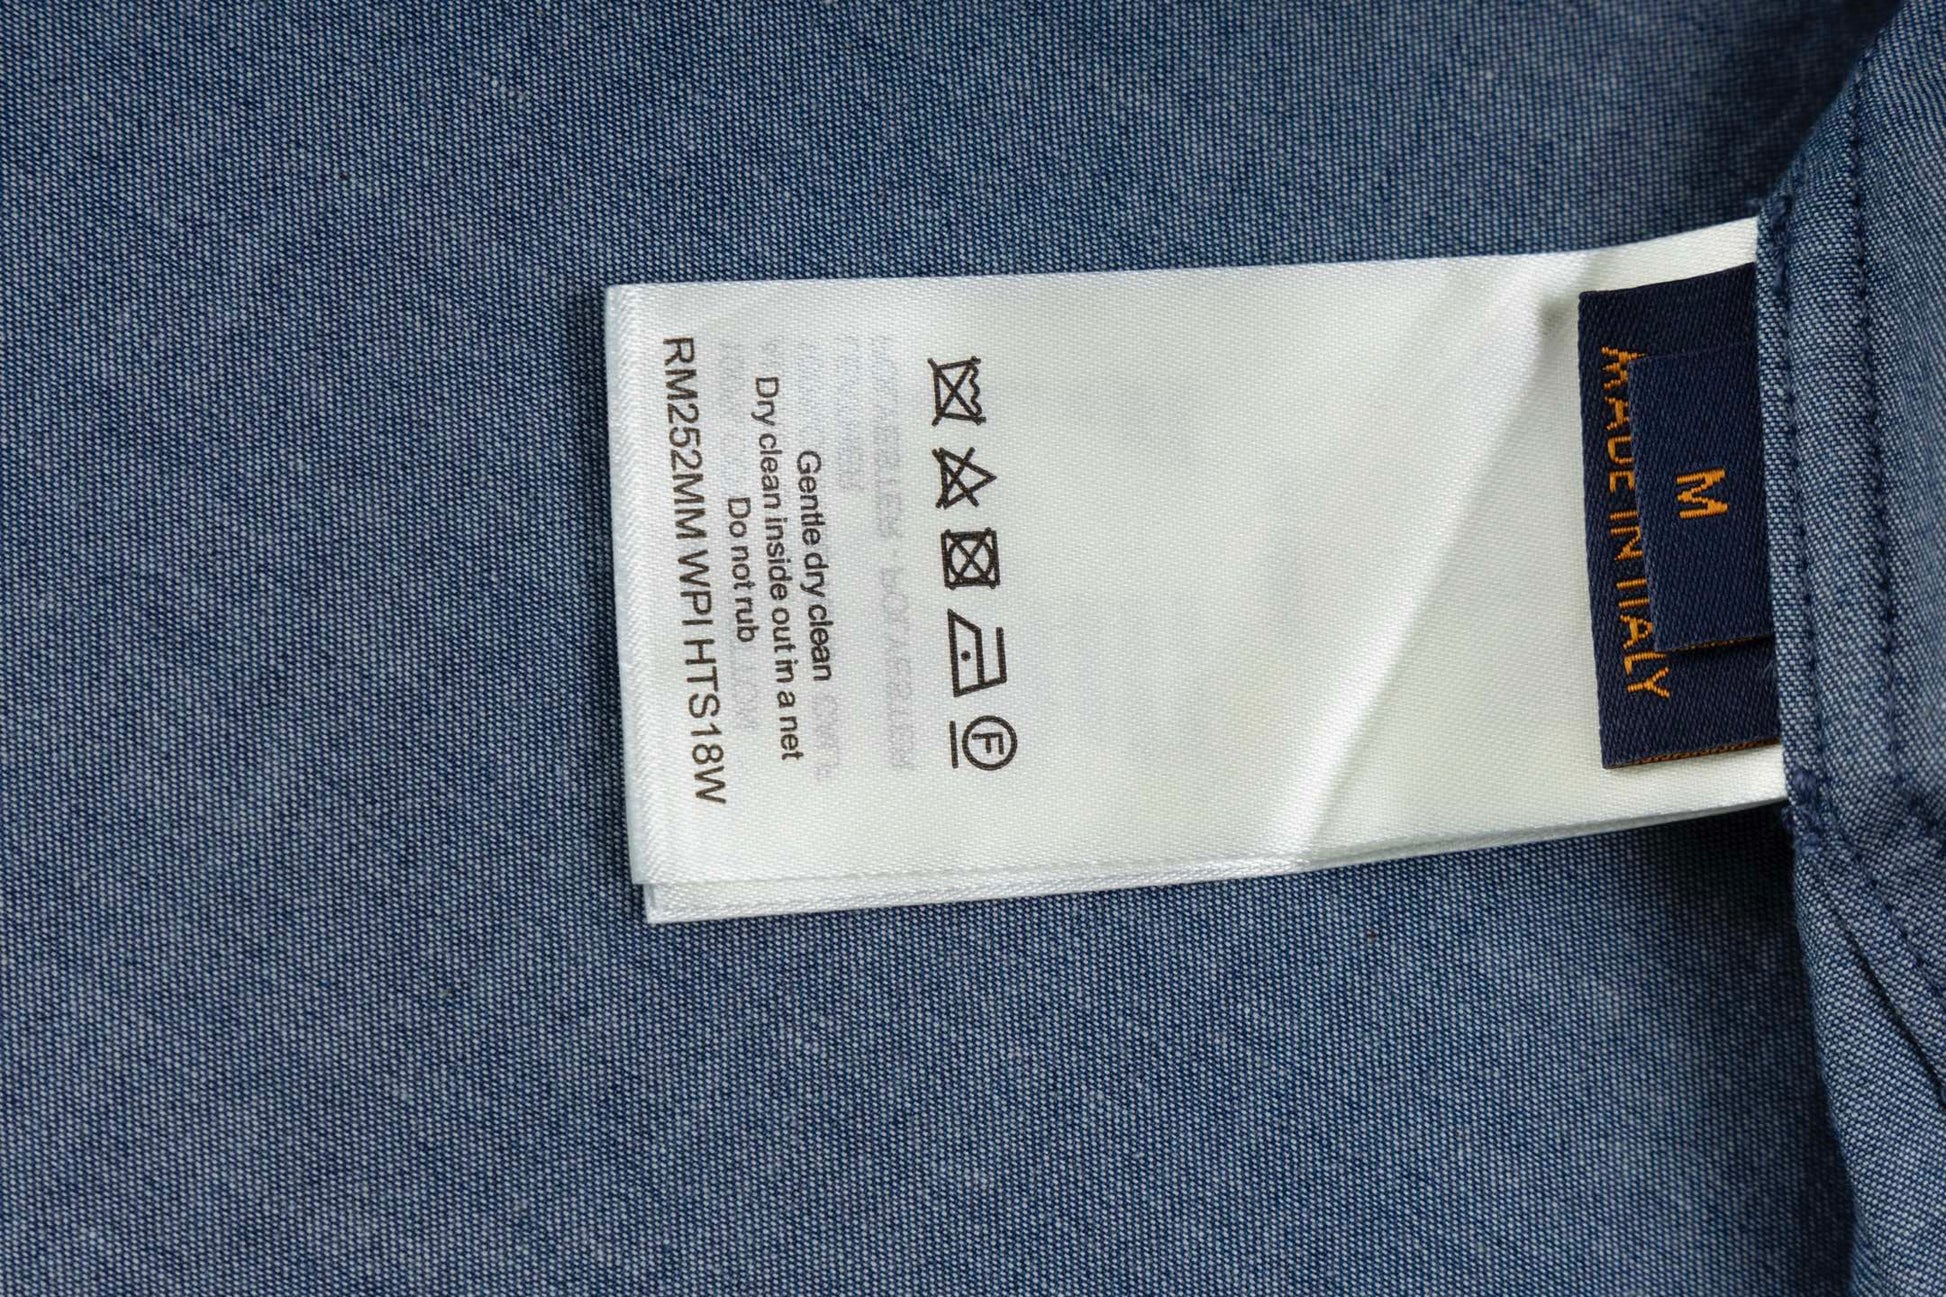 MADE IN ITALY
M
F
Gentle dry clean
Dry clean inside out in a net
Do not rub
RM252MM WPI HTS18W